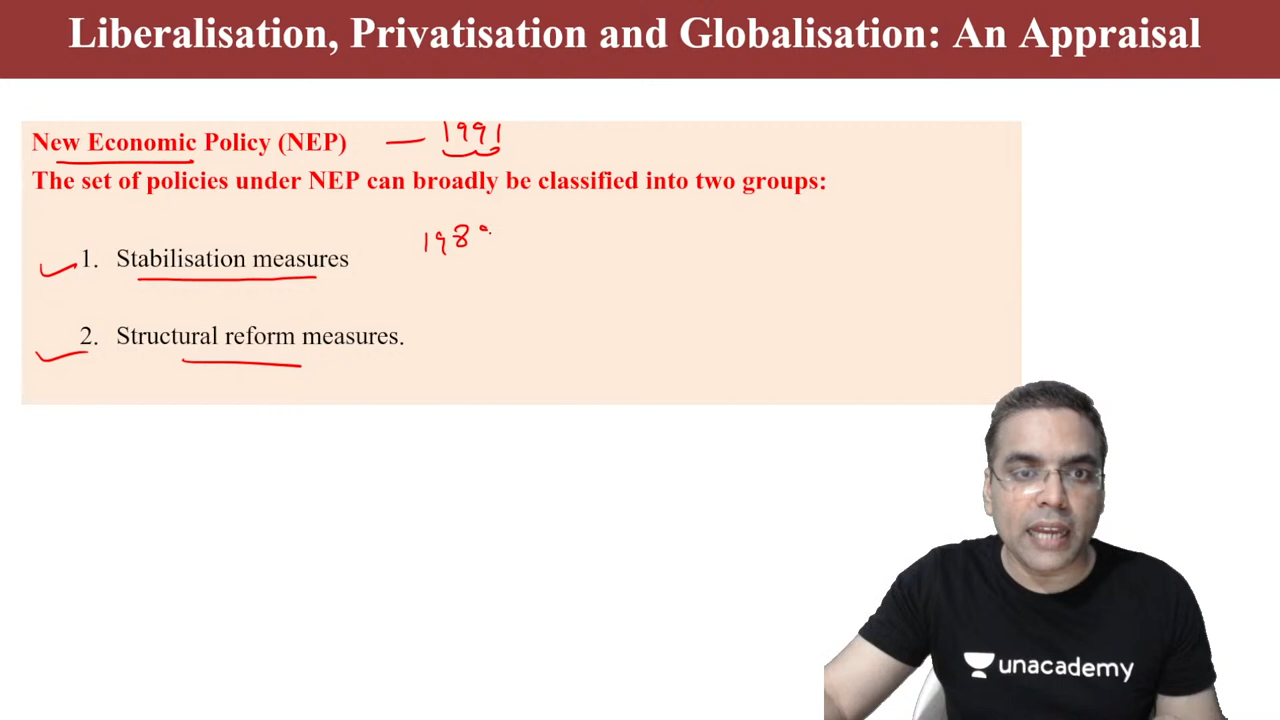 Liberalisation, Privatisation and Globalisation: An Appraisal
New Economic Policy (NEP) — 1991
The set of policies under NEP can broadly be classified into two groups:
1. Stabilisation measures
2. Structural reform measures.
unacademy